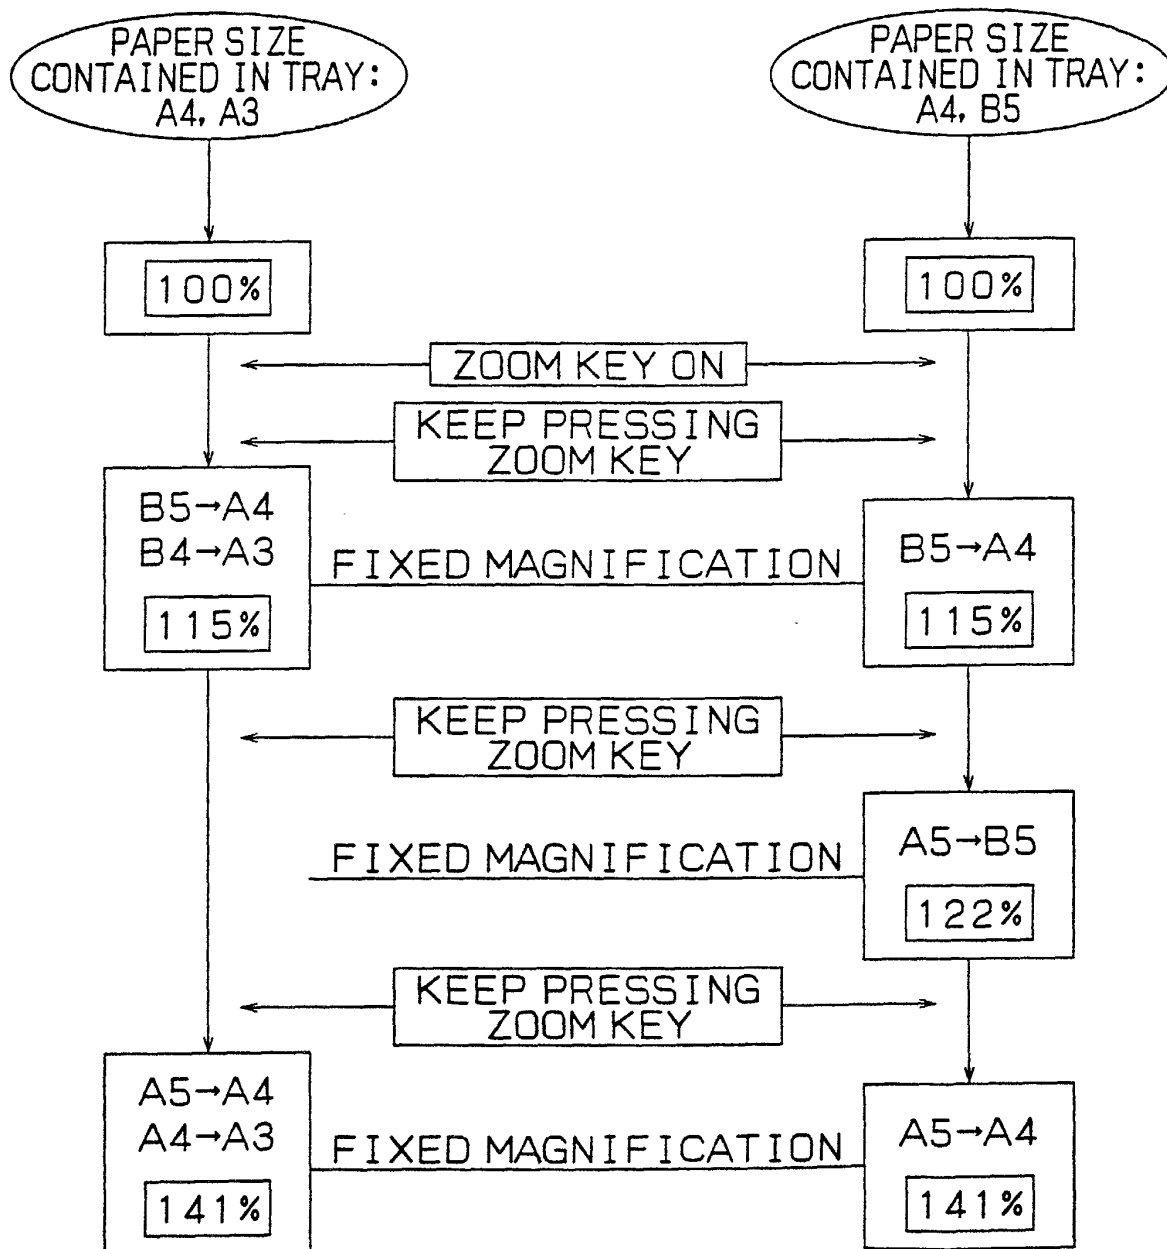 PAPER SIZE
CONTAINED IN TRAY:
A4, A3
PAPER SIZE
CONTAINED IN TRAY:
A4, B5
100%
100%
ZOOM KEY ON
KEEP PRESSING
ZOOM KEY
B5→A4
B4→A3
115%
FIXED MAGNIFICATION
B5→A4
115%
KEEP PRESSING
ZOOM KEY
FIXED MAGNIFICATION
A5→B5
122%
KEEP PRESSING
ZOOM KEY
A5→A4
A4→A3
141%
FIXED MAGNIFICATION
A5→A4
141%